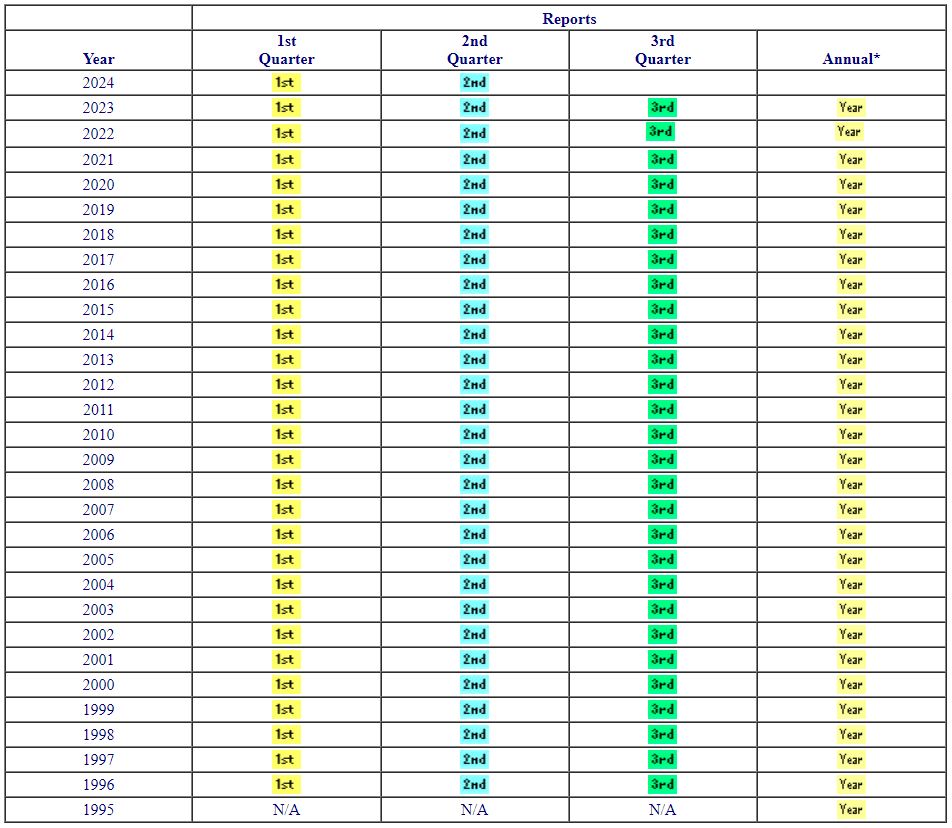 Reports
Year 1st Quarter 2nd Quarter 3rd Quarter Annual*
2024 1st 2nd
2023 1st 2nd 3rd Year
2022 1st 2nd 3rd Year
2021 1st 2nd 3rd Year
2020 1st 2nd 3rd Year
2019 1st 2nd 3rd Year
2018 1st 2nd 3rd Year
2017 1st 2nd 3rd Year
2016 1st 2nd 3rd Year
2015 1st 2nd 3rd Year
2014 1st 2nd 3rd Year
2013 1st 2nd 3rd Year
2012 1st 2nd 3rd Year
2011 1st 2nd 3rd Year
2010 1st 2nd 3rd Year
2009 1st 2nd 3rd Year
2008 1st 2nd 3rd Year
2007 1st 2nd 3rd Year
2006 1st 2nd 3rd Year
2005 1st 2nd 3rd Year
2004 1st 2nd 3rd Year
2003 1st 2nd 3rd Year
2002 1st 2nd 3rd Year
2001 1st 2nd 3rd Year
2000 1st 2nd 3rd Year
1999 1st 2nd 3rd Year
1998 1st 2nd 3rd Year
1997 1st 2nd 3rd Year
1996 1st 2nd 3rd Year
1995 N/A N/A N/A Year